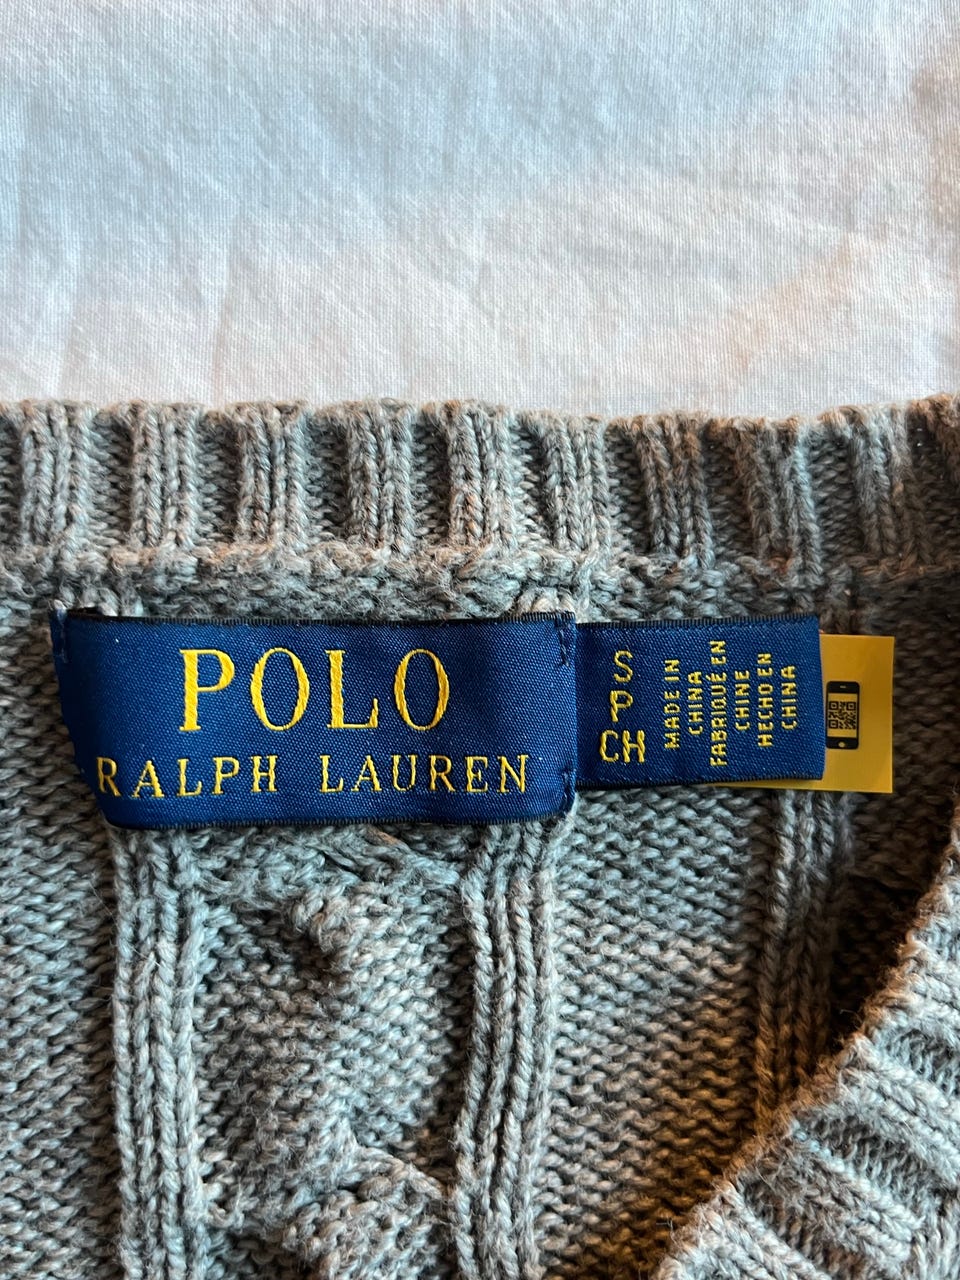 POLO
RALPH LAUREN
S
P
CH
MADE IN
CHINA
FABRIQUÉ EN
CHINE
HECHO EN
CHINA